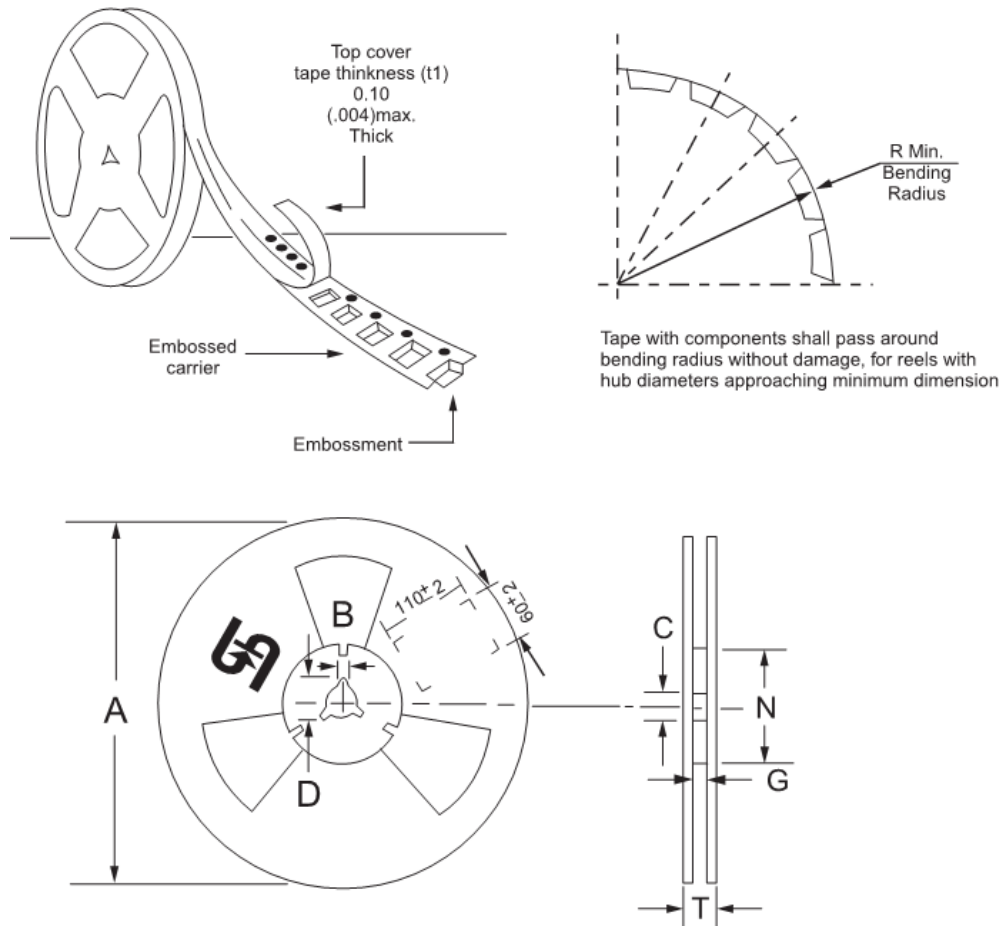 Top cover
tape thinkness (t1)
0.10
(.004)max.
Thick
R Min.
Bending
Radius
Embossed
carrier
Embossment
Tape with components shall pass around
bending radius without damage, for reels with
hub diameters approaching minimum dimension
A
B
110±2
60±2
D
C
N
G
T